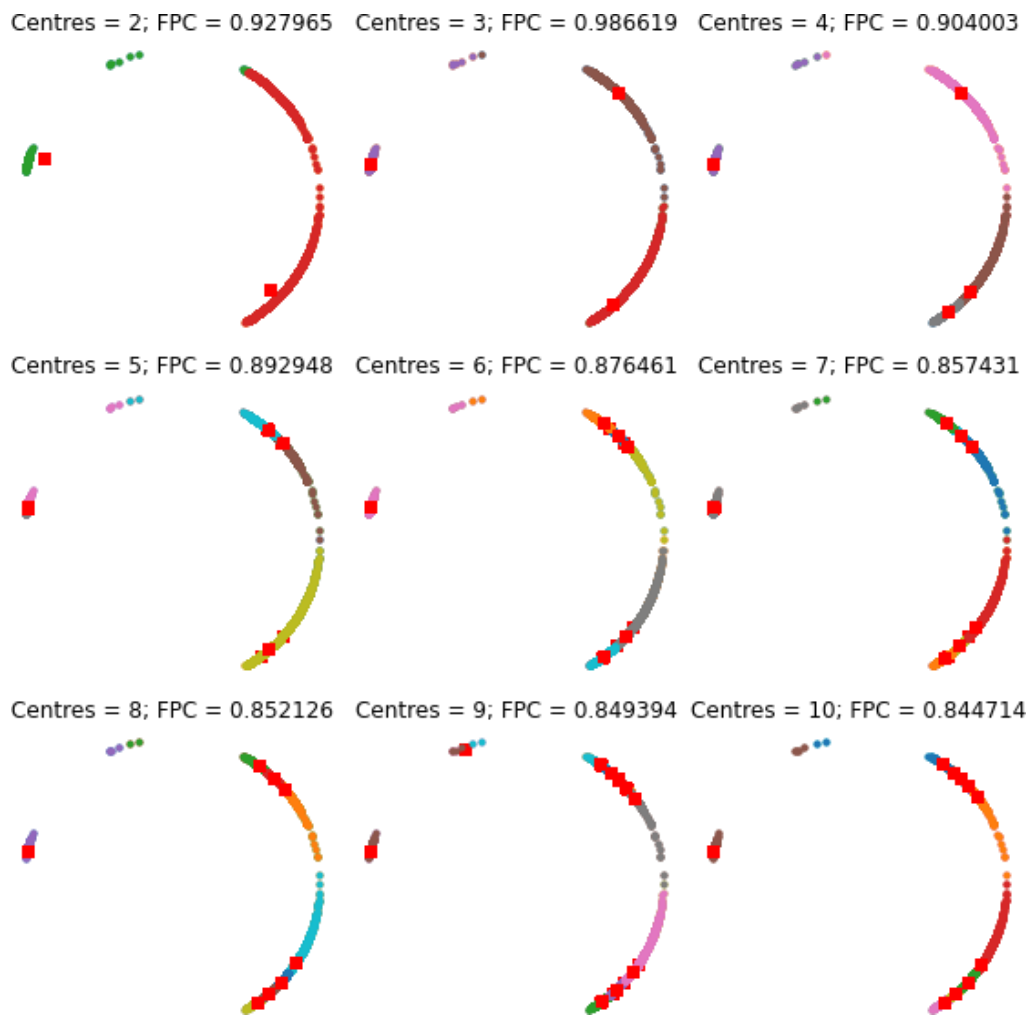 Centres = 2; FPC = 0.927965
Centres = 3; FPC = 0.986619
Centres = 4; FPC = 0.904003
Centres = 5; FPC = 0.892948
Centres = 6; FPC = 0.876461
Centres = 7; FPC = 0.857431
Centres = 8; FPC = 0.852126
Centres = 9; FPC = 0.849394
Centres = 10; FPC = 0.844714